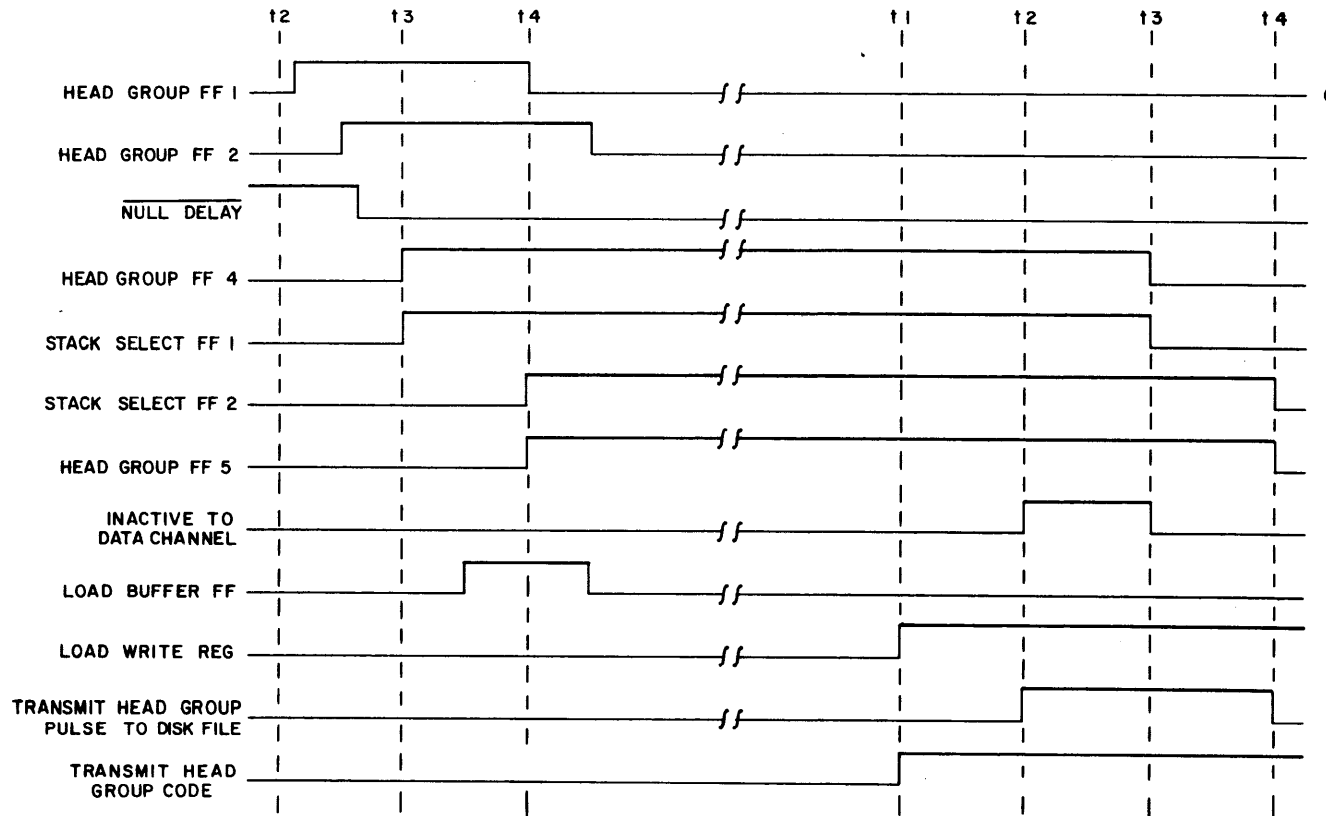 t2 t3 t4 t1 t2 t3 t4
HEAD GROUP FF 1
HEAD GROUP FF 2
NULL DELAY
HEAD GROUP FF 4
STACK SELECT FF 1
STACK SELECT FF 2
HEAD GROUP FF 5
INACTIVE TO
DATA CHANNEL
LOAD BUFFER FF
LOAD WRITE REG
TRANSMIT HEAD GROUP
PULSE TO DISK FILE
TRANSMIT HEAD
GROUP CODE